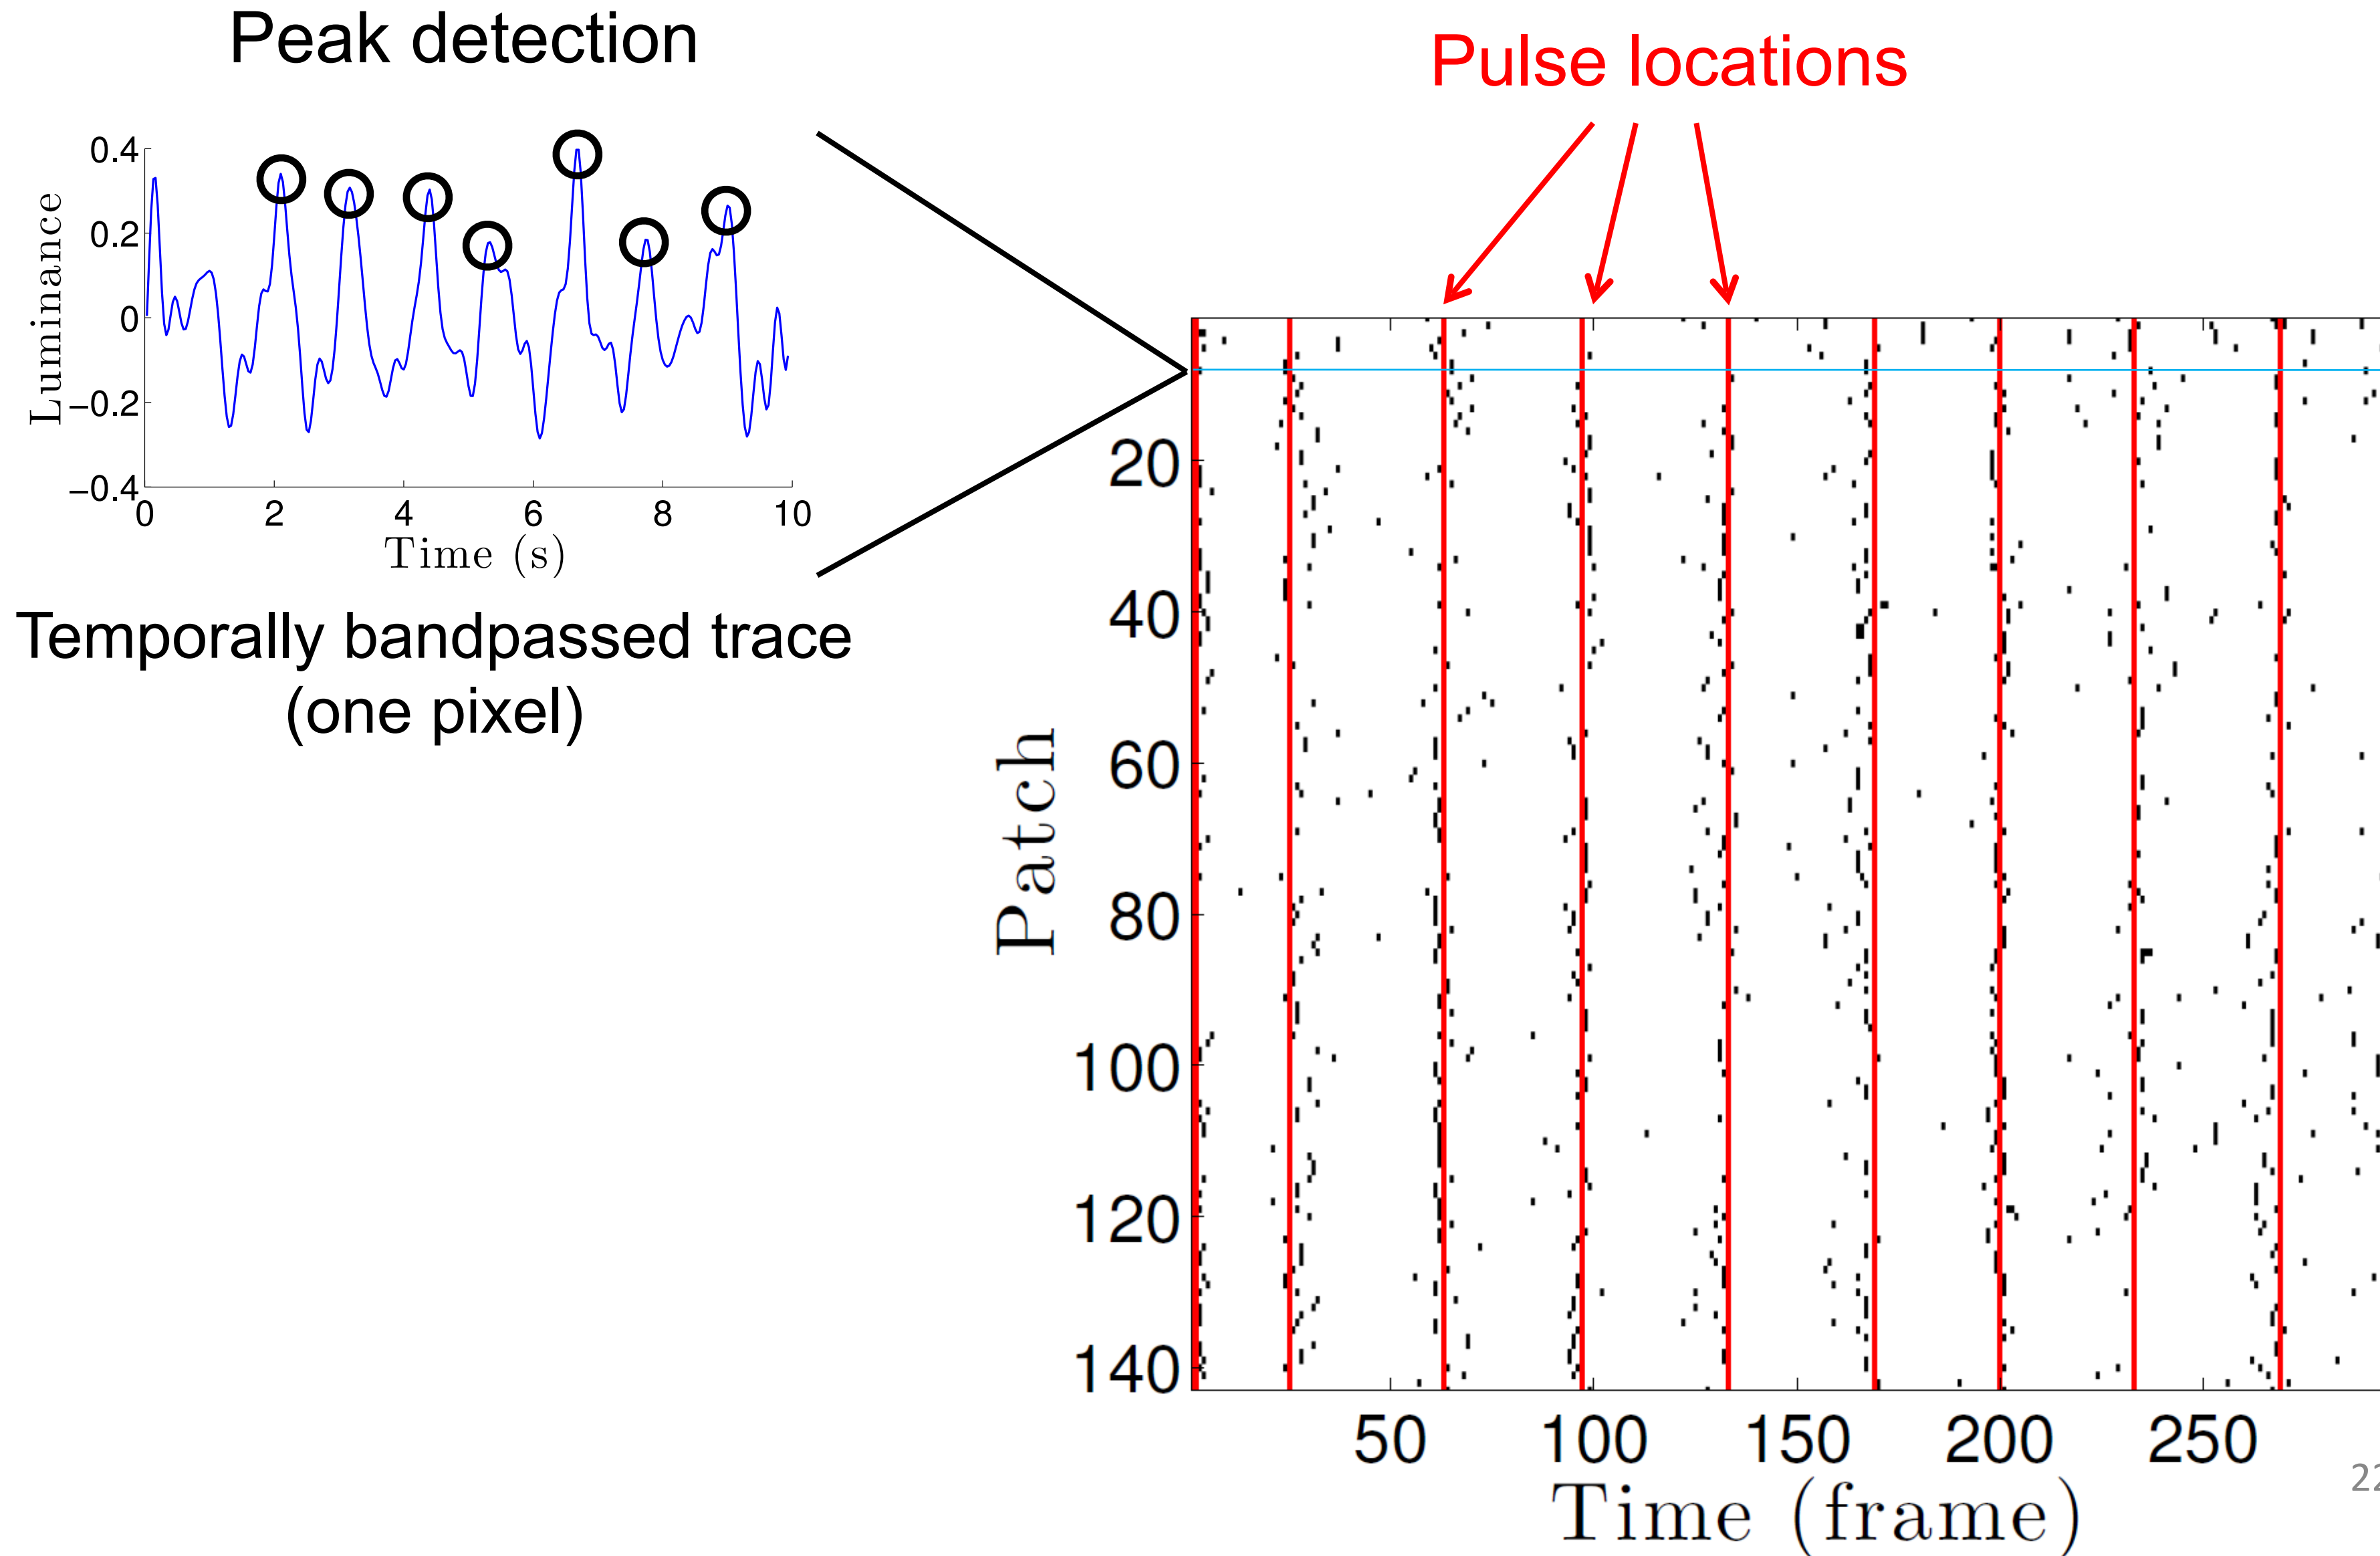 Peak detection
Pulse locations
0.4
0.2
0
−0.2
−0.4
Luminance
0 2 4 6 8 10
Time (s)
Temporally bandpassed trace
(one pixel)
20
40
60
80
100
120
140
Patch
50 100 150 200 250
Time (frame)
22